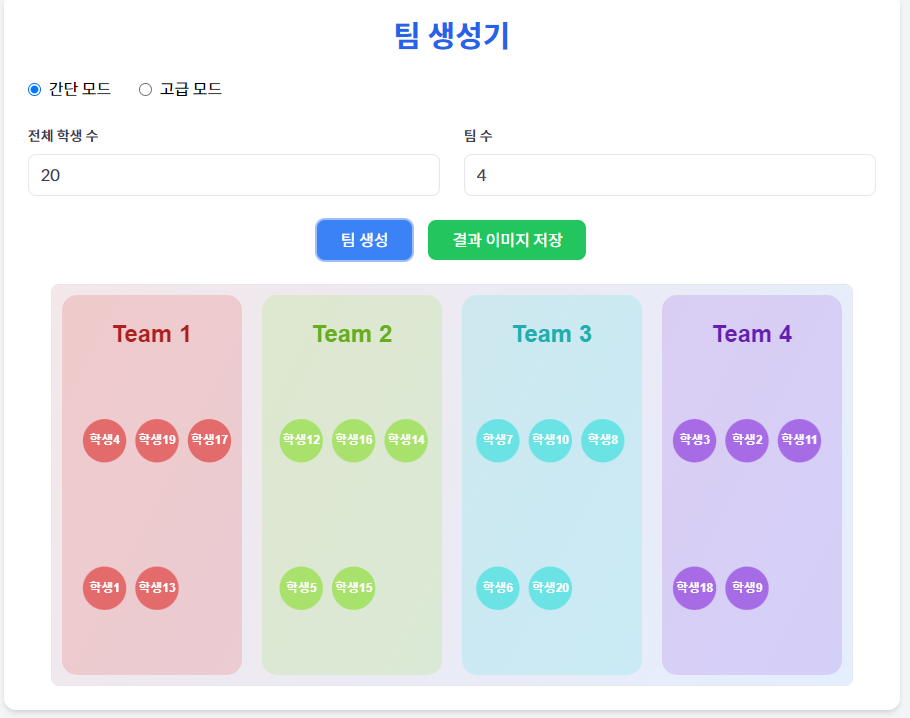 팀 생성기
간단 모드 고급 모드
전체 학생 수 팀 수
20 4
팀 생성 결과 이미지 저장
Team 1 Team 2 Team 3 Team 4
학생4 학생19 학생17 학생12 학생16 학생14 학생7 학생10 학생8 학생3 학생2 학생11
학생1 학생13 학생5 학생15 학생6 학생20 학생18 학생9